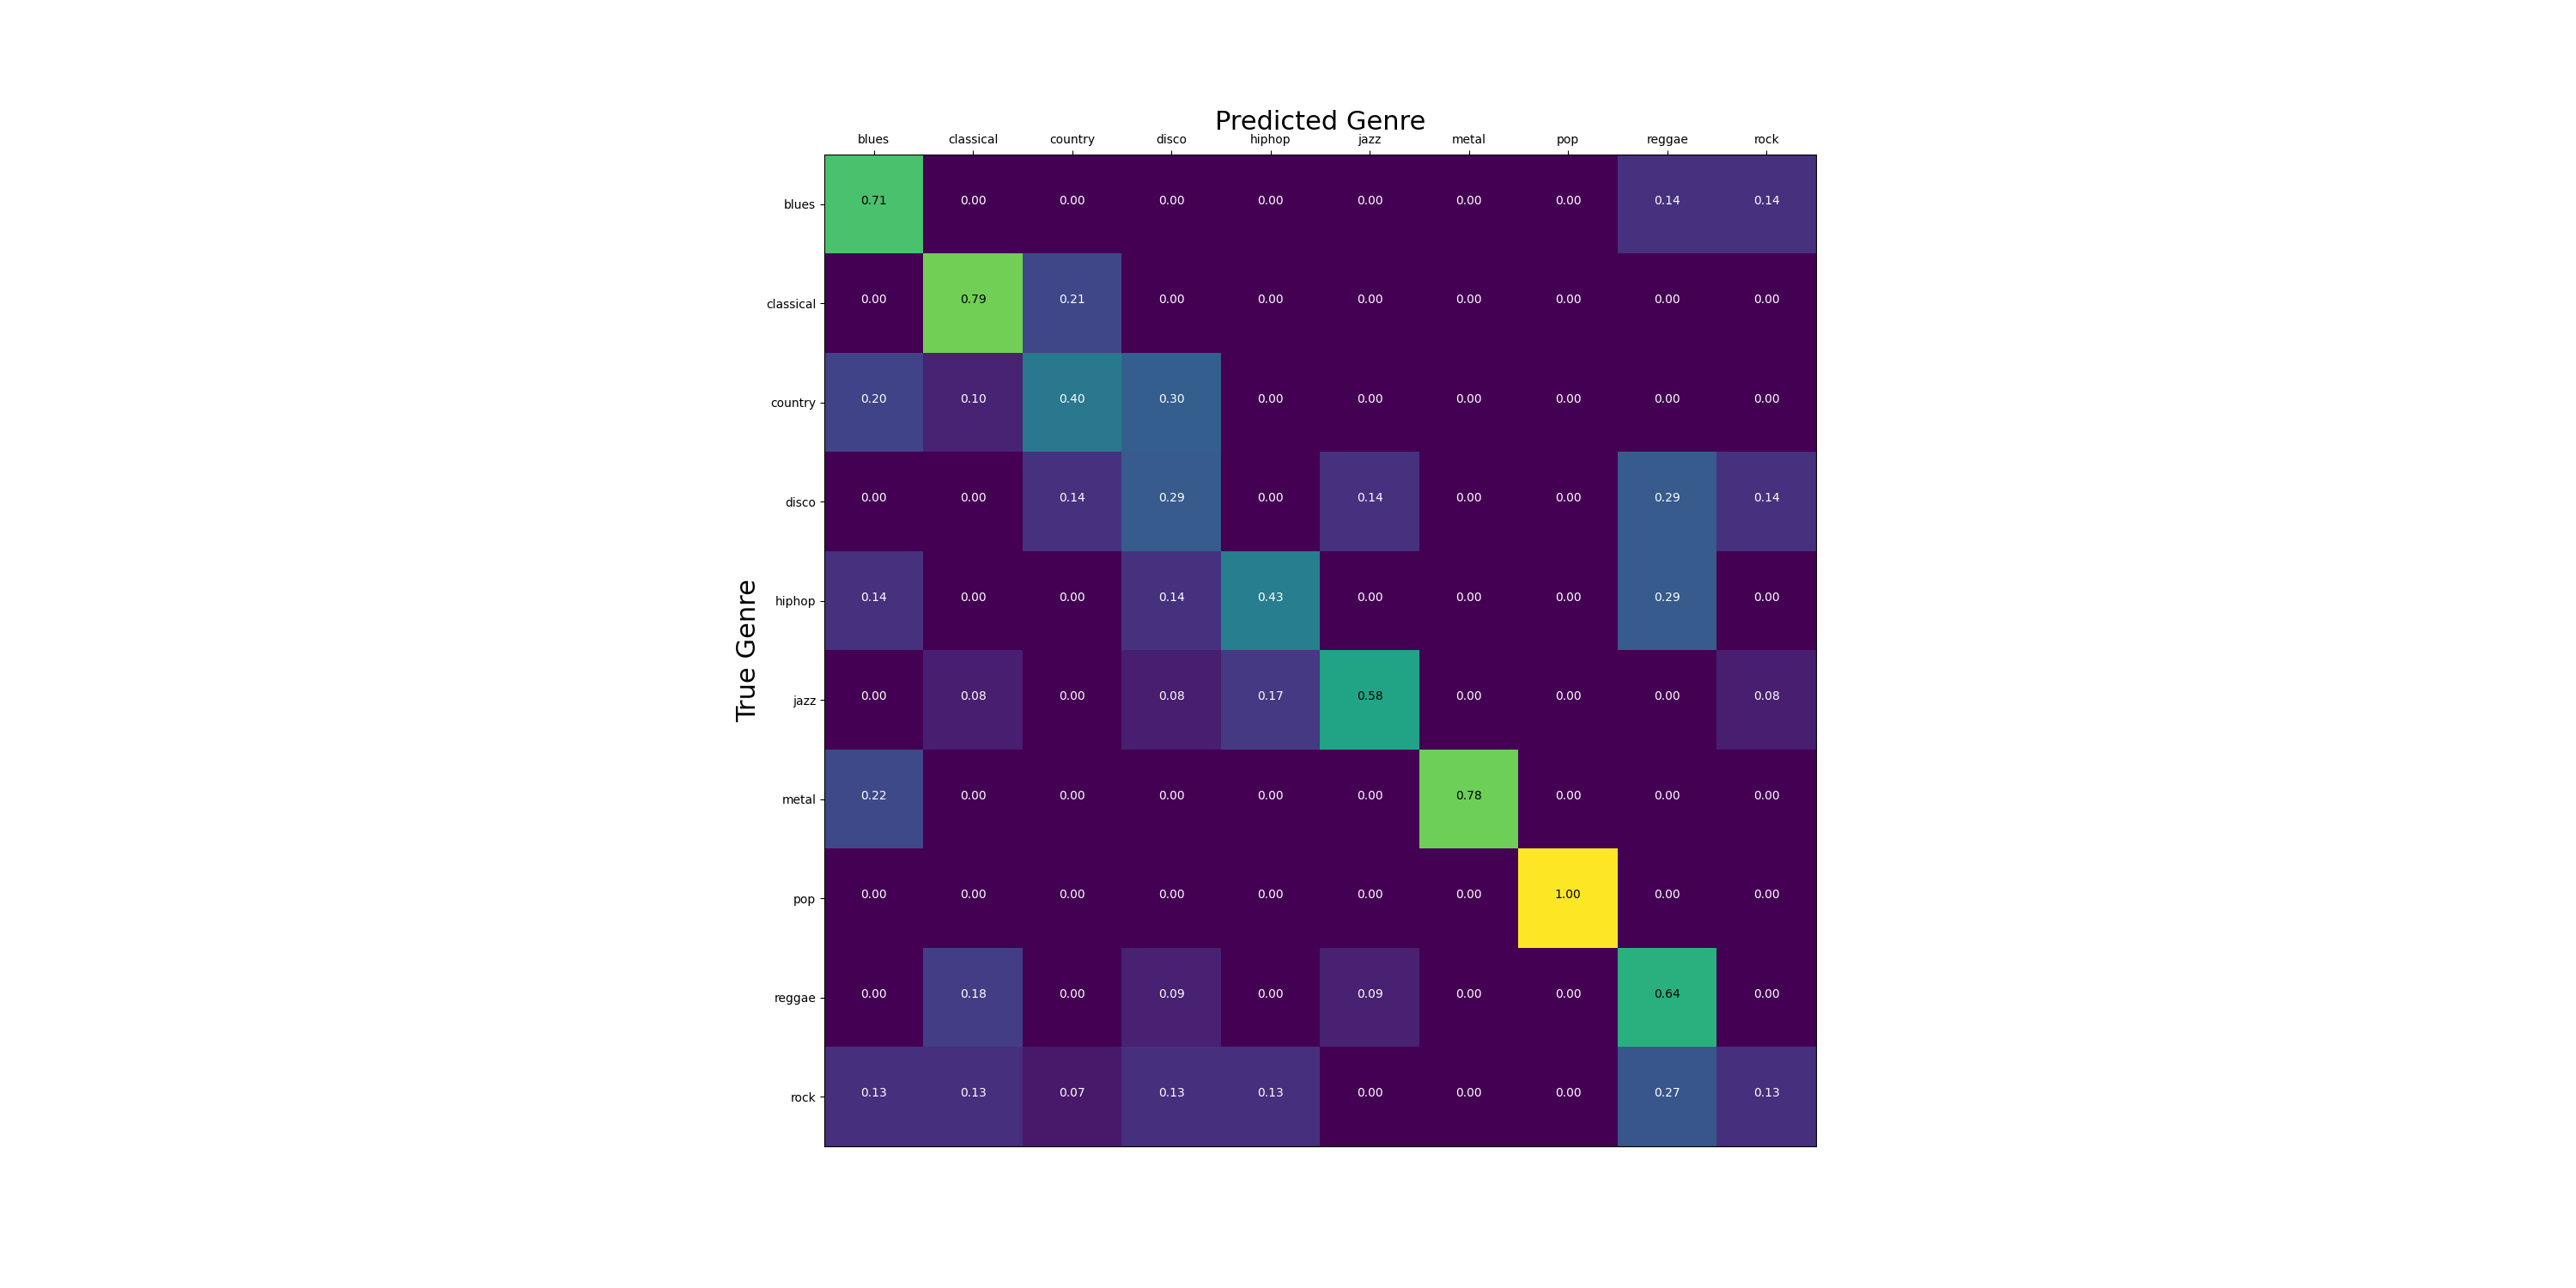 Predicted Genre
blues classical country disco hiphop jazz metal pop reggae rock
True Genre
blues 0.71 0.00 0.00 0.00 0.00 0.00 0.00 0.00 0.14 0.14
classical 0.00 0.79 0.21 0.00 0.00 0.00 0.00 0.00 0.00 0.00
country 0.20 0.10 0.40 0.30 0.00 0.00 0.00 0.00 0.00 0.00
disco 0.00 0.00 0.14 0.29 0.00 0.14 0.00 0.00 0.29 0.14
hiphop 0.14 0.00 0.00 0.14 0.43 0.00 0.00 0.00 0.29 0.00
jazz 0.00 0.08 0.00 0.08 0.17 0.58 0.00 0.00 0.00 0.08
metal 0.22 0.00 0.00 0.00 0.00 0.00 0.78 0.00 0.00 0.00
pop 0.00 0.00 0.00 0.00 0.00 0.00 0.00 1.00 0.00 0.00
reggae 0.00 0.18 0.00 0.09 0.00 0.09 0.00 0.00 0.64 0.00
rock 0.13 0.13 0.07 0.13 0.13 0.00 0.00 0.00 0.27 0.13